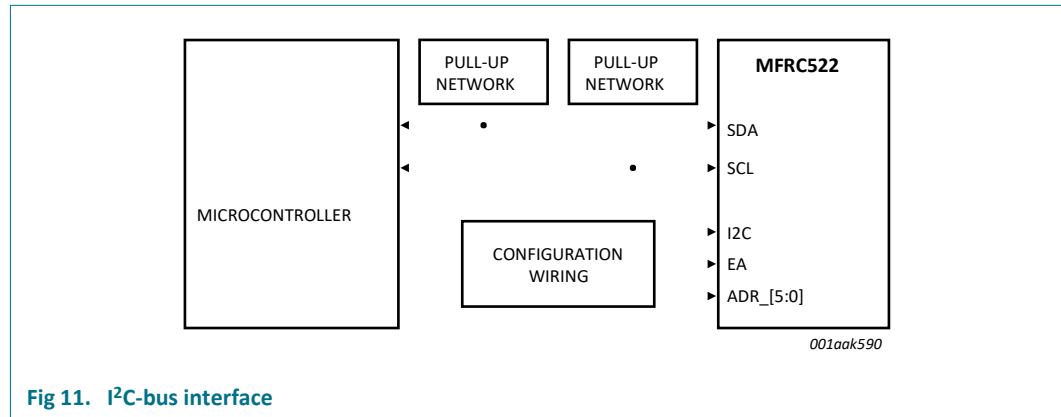 PULL-UP
NETWORK
PULL-UP
NETWORK
MFRC522
SDA
SCL
MICROCONTROLLER
I2C
CONFIGURATION
WIRING
EA
ADR_[5:0]
001aak590
Fig 11. I²C-bus interface